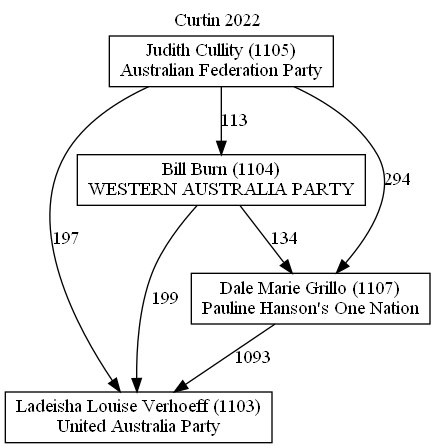 Curtin 2022
Judith Cullity (1105)
Australian Federation Party
113
Bill Burn (1104)
WESTERN AUSTRALIA PARTY
294
197
199
134
Dale Marie Grillo (1107)
Pauline Hanson's One Nation
1093
Ladeisha Louise Verhoeff (1103)
United Australia Party